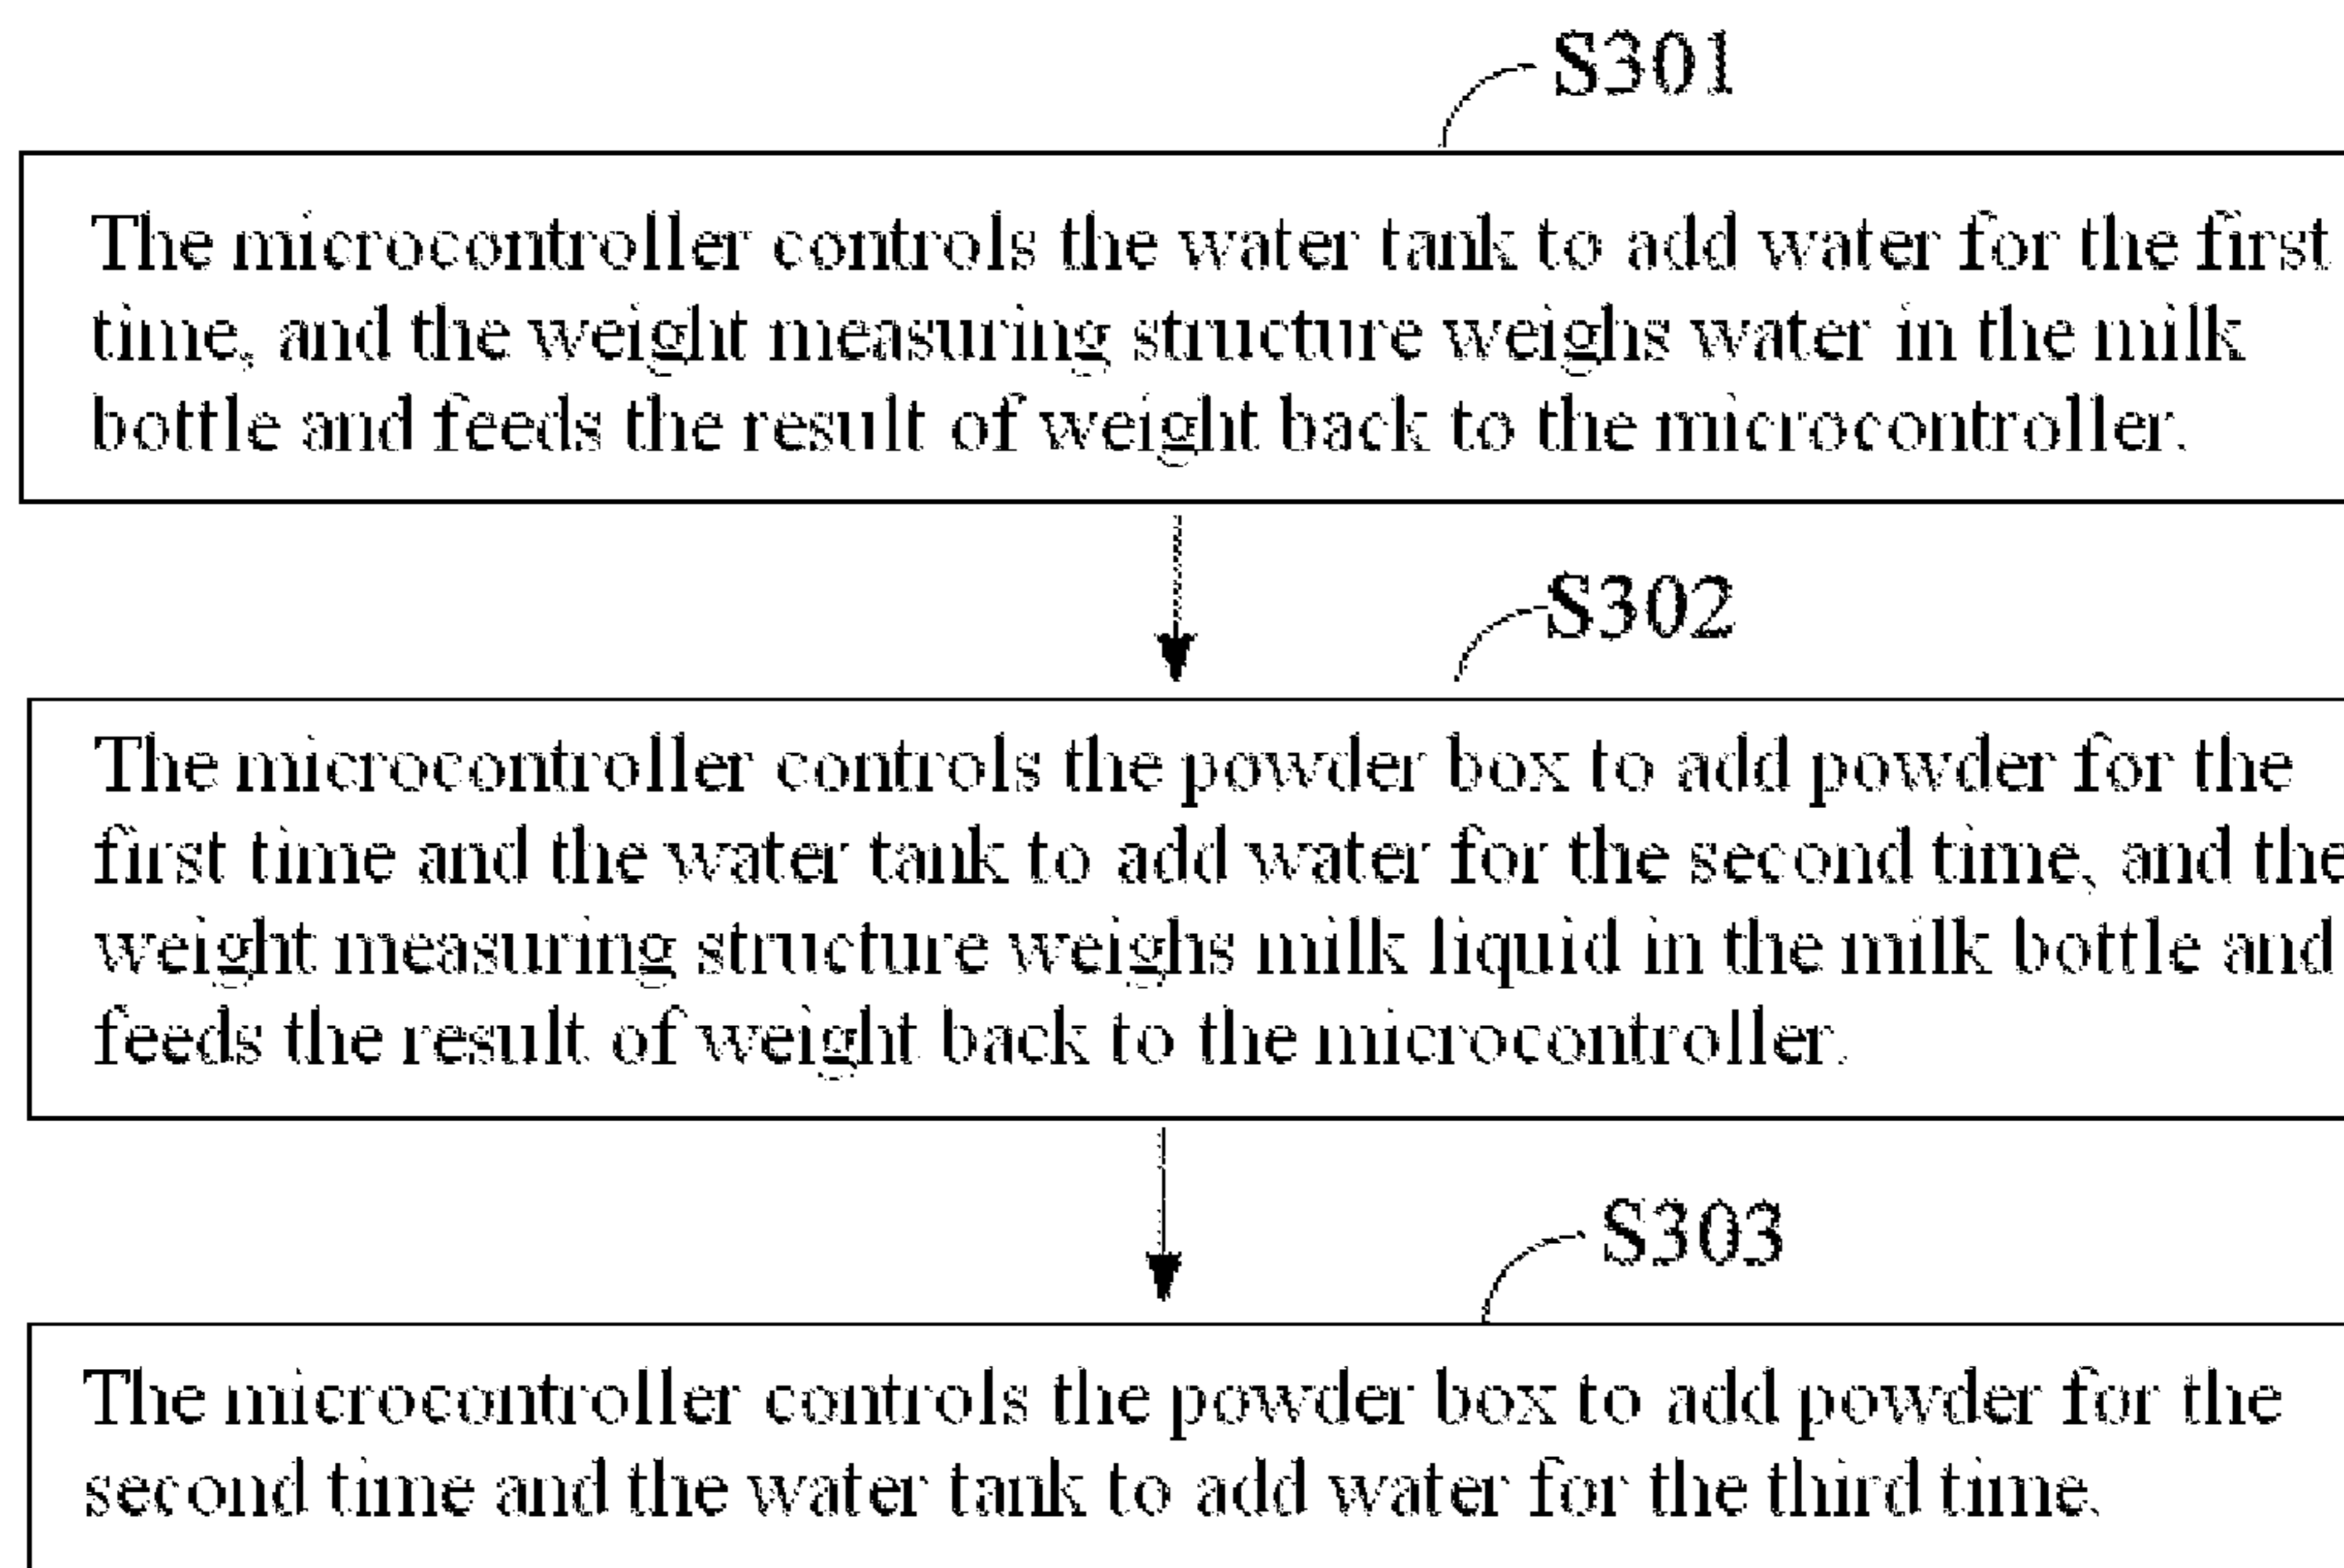 S301
The microcontroller controls the water tank to add water for the first
time, and the weight measuring structure weighs water in the milk
bottle and feeds the result of weight back to the microcontroller.
S302
The microcontroller controls the powder box to add powder for the
first time and the water tank to add water for the second time, and the
weight measuring structure weighs milk liquid in the milk bottle and
feeds the result of weight back to the microcontroller.
S303
The microcontroller controls the powder box to add powder for the
second time and the water tank to add water for the third time.